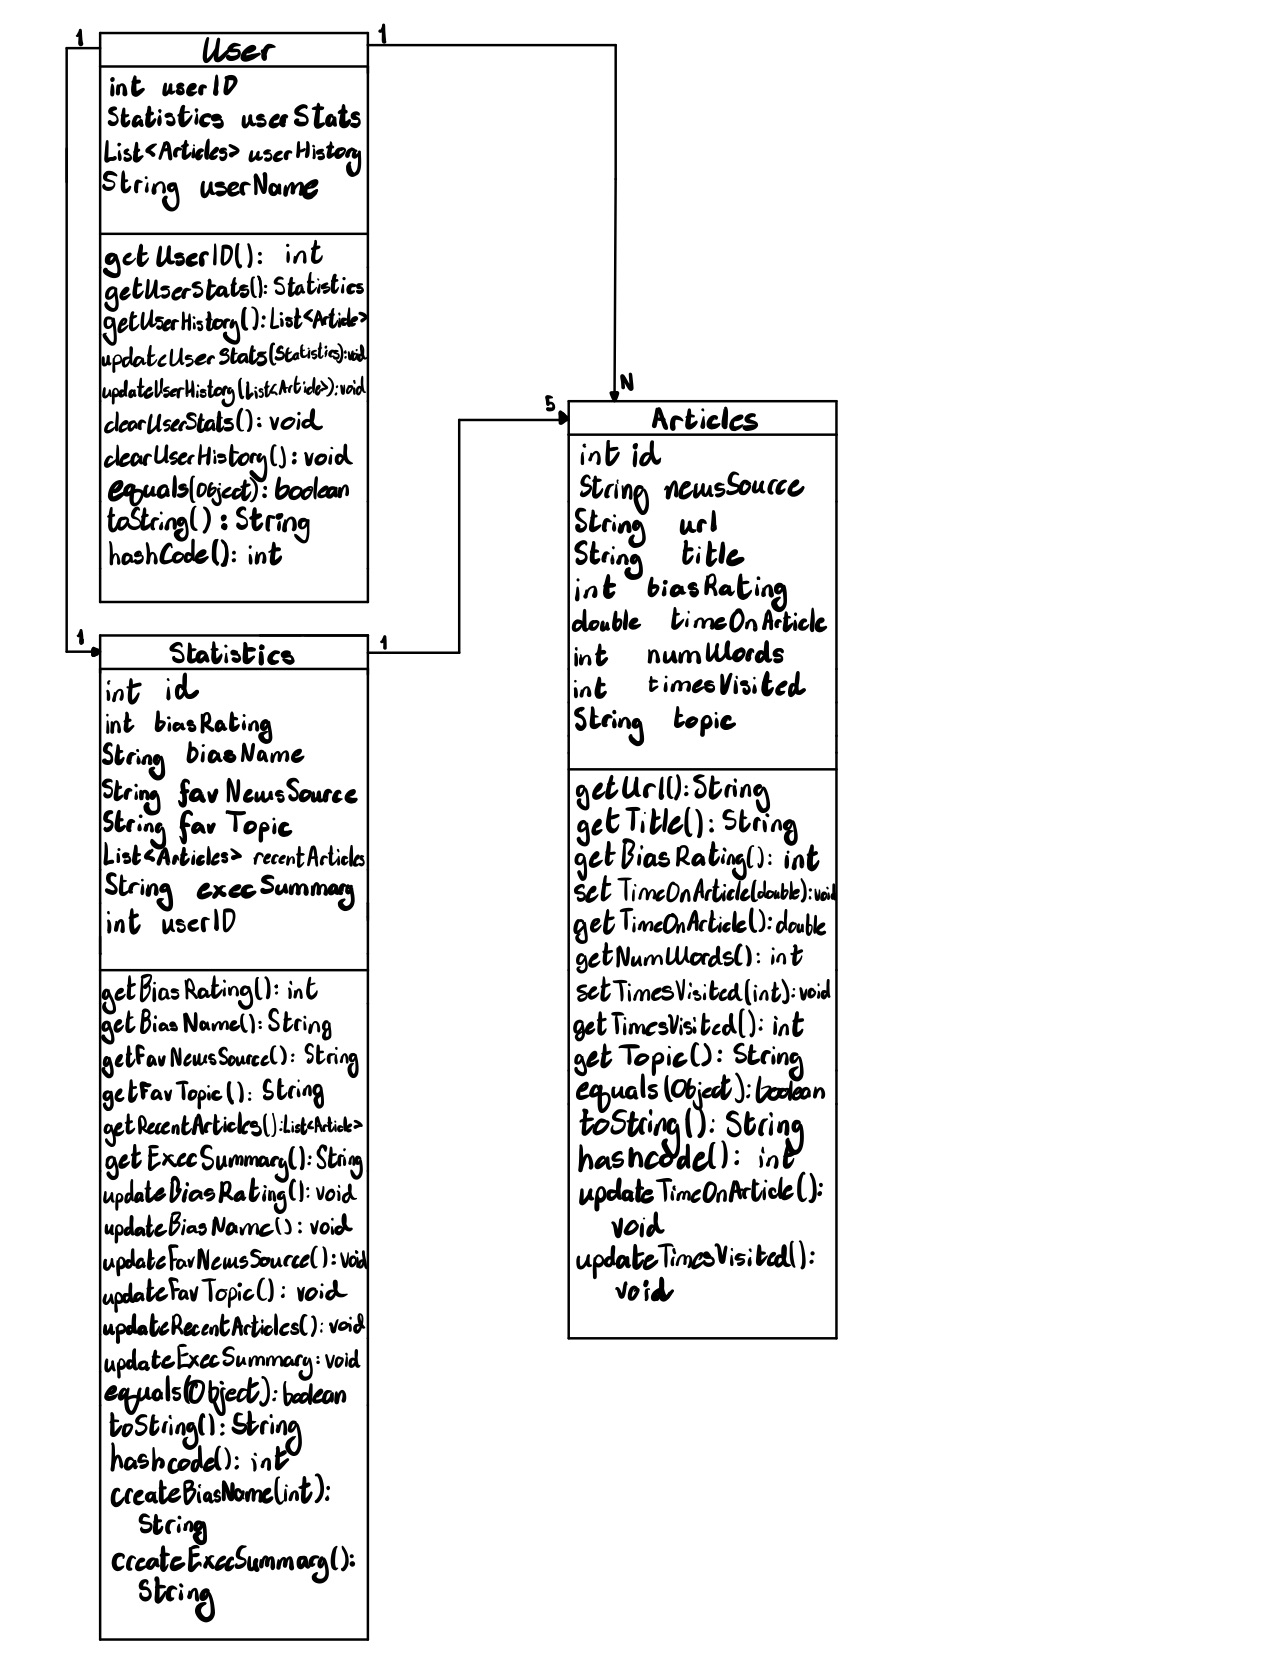 1
1
User
int userID
Statistics userStats
List<Articles> userHistory
String userName
getUserID(): int
getUserStats(): Statistics
getUserHistory(): List<Article>
updateUserStats(Statistics): void
updateUserHistory(List<Article>): void
clearUserStats(): void
clearUserHistory(): void
equals(Object): boolean
toString(): String
hashCode(): int
1
1
Statistics
int id
int biasRating
String biasName
String favNewsSource
String favTopic
List<Articles> recentArticles
String execSummary
int userID
getBiasRating(): int
getBiasName(): String
getFavNewsSource(): String
getFavTopic(): String
getRecentArticles(): List<Article>
getExecSummary(): String
updateBiasRating(): void
updateBiasName(): void
updateFavNewsSource(): void
updateFavTopic(): void
updateRecentArticles(): void
updateExecSummary: void
equals(Object): boolean
toString(): String
hashcode(): int
createBiasName(int):
String
createExecSummary():
String
N
5
Articles
int id
String newsSource
String url
String title
int biasRating
double timeOnArticle
int numWords
int timesVisited
String topic
getUrl(): String
getTitle(): String
getBiasRating(): int
setTimeOnArticle(double): void
getTimeOnArticle(): double
getNumWords(): int
setTimesVisited(int): void
getTimesVisited(): int
getTopic(): String
equals(Object): boolean
toString(): String
hashcode(): int
updateTimeOnArticle():
void
updateTimesVisited():
void